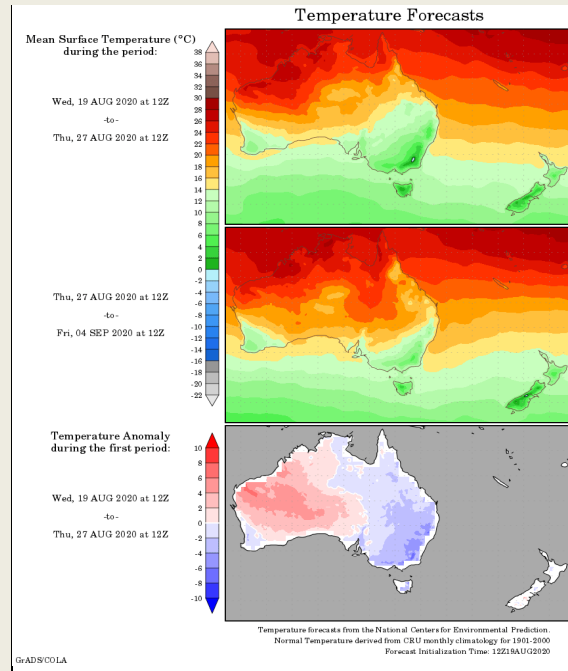 Temperature Forecasts
Mean Surface Temperature (°C)
during the period:
Wed, 19 AUG 2020 at 12Z
-to-
Thu, 27 AUG 2020 at 12Z
38
36
34
32
30
28
26
24
22
20
18
16
14
12
10
8
6
4
2
0
-2
-4
-6
-8
-10
-12
-14
-16
-18
-22
Thu, 27 AUG 2020 at 12Z
-to-
Fri, 04 SEP 2020 at 12Z
Temperature Anomaly
during the first period:
Wed, 19 AUG 2020 at 12Z
-to-
Thu, 27 AUG 2020 at 12Z
10
8
6
4
2
0
-2
-4
-6
-8
-10
Temperature forecasts from the National Centers for Environmental Prediction.
Normal Temperature derived from CRU monthly climatology for 1901-2000
Forecast Initialization Time: 12Z19AUG2020
GrADS/COLA